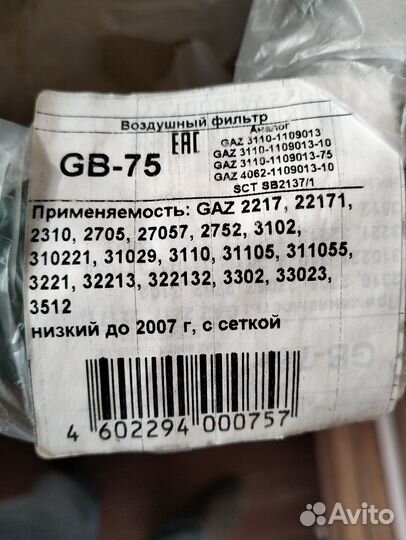 Воздушный фильтр
GB-75
EAC
Аналог
GAZ 3110-1109013
GAZ 3110-1109013-10
GAZ 3110-1109013-75
GAZ 4062-1109013-10
SCT SB2137/1
Применяемость: GAZ 2217, 22171,
2310, 2705, 27057, 2752, 3102,
310221, 31029, 3110, 31105, 311055,
3221, 32213, 322132, 3302, 33023,
3512
низкий до 2007 г, с сеткой
4 602294 000757
Avito